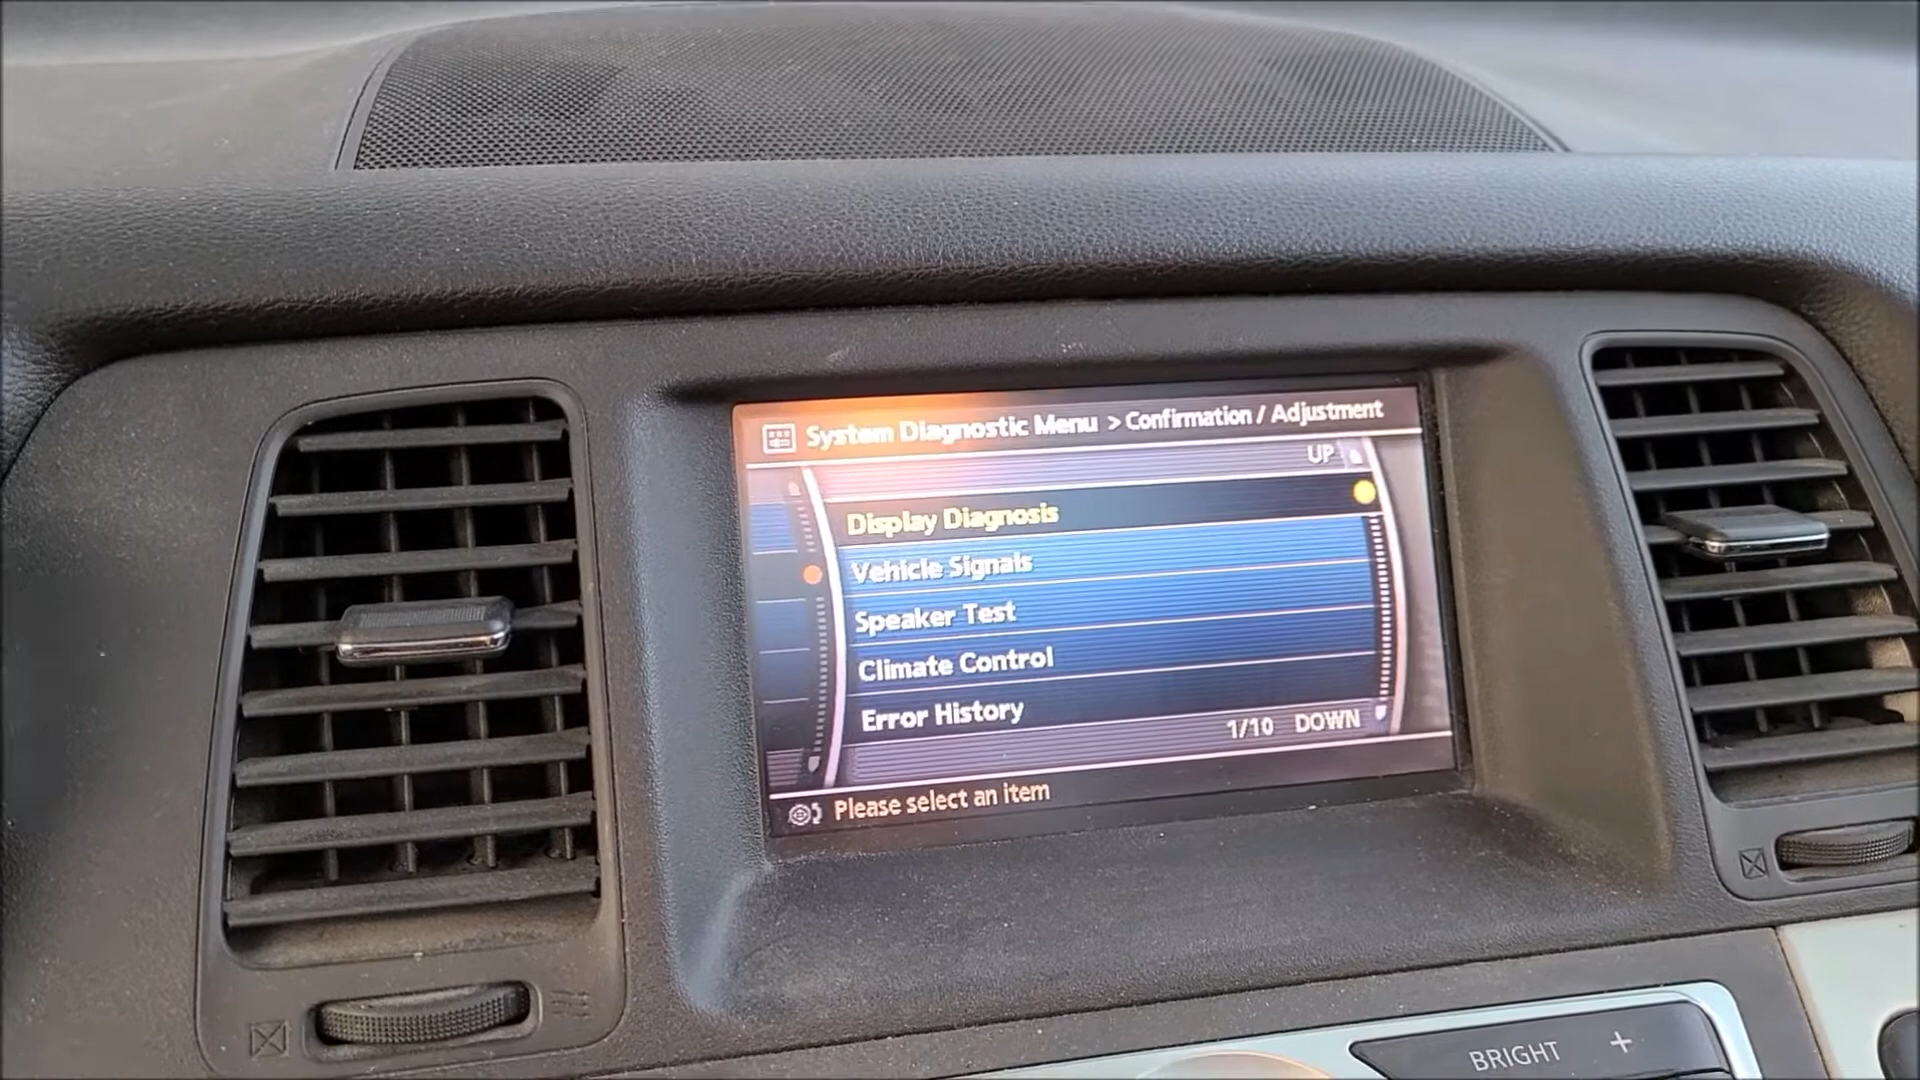 System Diagnostic Menu > Confirmation / Adjustment
UP
Display Diagnosis
Vehicle Signals
Speaker Test
Climate Control
Error History
1/10 DOWN
Please select an item
BRIGHT +